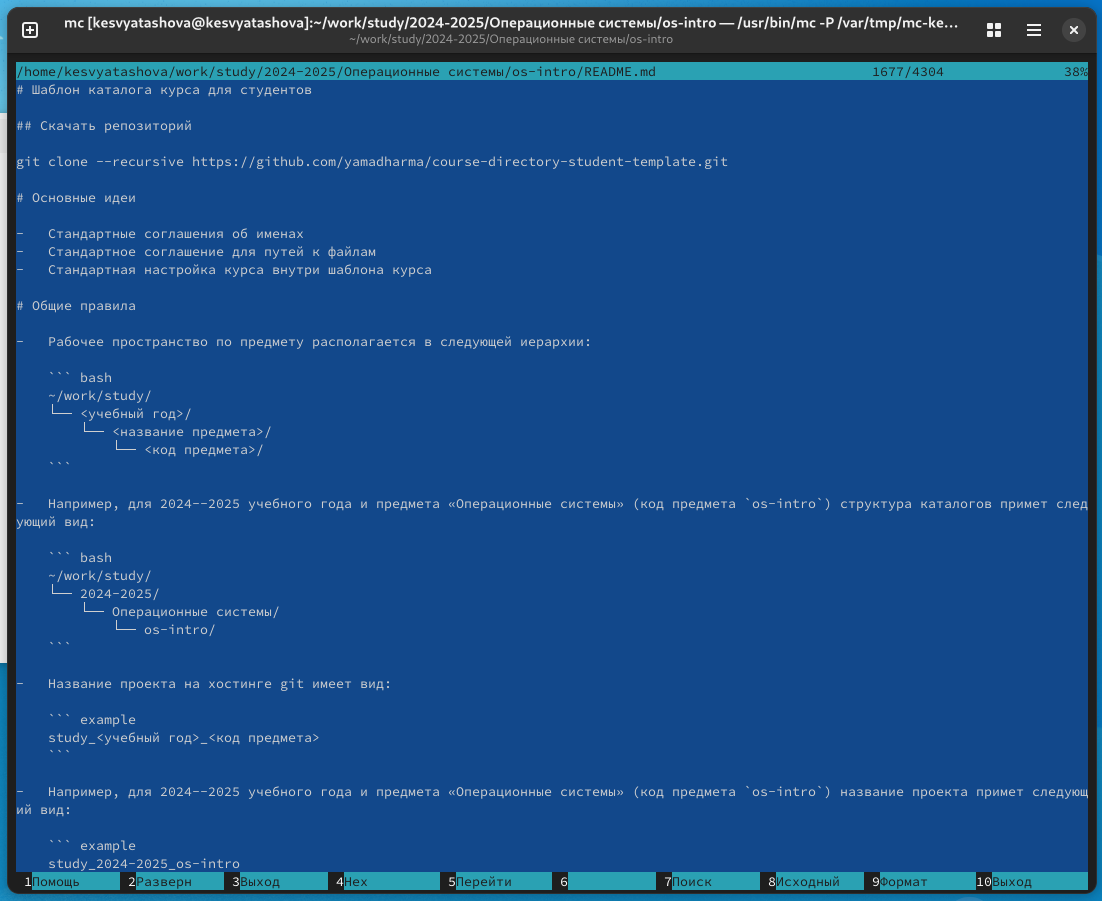 mc [kesvyatashova@kesvyatashova]:~/work/study/2024-2025/Операционные системы/os-intro — /usr/bin/mc -P /var/tmp/mc-ke…
~/work/study/2024-2025/Операционные системы/os-intro
/home/kesvyatashova/work/study/2024-2025/Операционные системы/os-intro/README.md 1677/4304 38%
# Шаблон каталога курса для студентов
## Скачать репозиторий
git clone --recursive https://github.com/yamadharma/course-directory-student-template.git
# Основные идеи
-   Стандартные соглашения об именах
-   Стандартное соглашение для путей к файлам
-   Стандартная настройка курса внутри шаблона курса
# Общие правила
-   Рабочее пространство по предмету располагается в следующей иерархии:
    ``` bash
    ~/work/study/
    └── <учебный год>/
        └── <название предмета>/
            └── <код предмета>/
    ```
-   Например, для 2024--2025 учебного года и предмета «Операционные системы» (код предмета `os-intro`) структура каталогов примет след
ующий вид:
    ``` bash
    ~/work/study/
    └── 2024-2025/
        └── Операционные системы/
            └── os-intro/
    ```
-   Название проекта на хостинге git имеет вид:
    ``` example
    study_<учебный год>_<код предмета>
    ```
-   Например, для 2024--2025 учебного года и предмета «Операционные системы» (код предмета `os-intro`) название проекта примет следующ
ий вид:
    ``` example
    study_2024-2025_os-intro
1Помощь 2Разверн 3Выход 4Hex 5Перейти 6 7Поиск 8Исходный 9Формат 10Выход